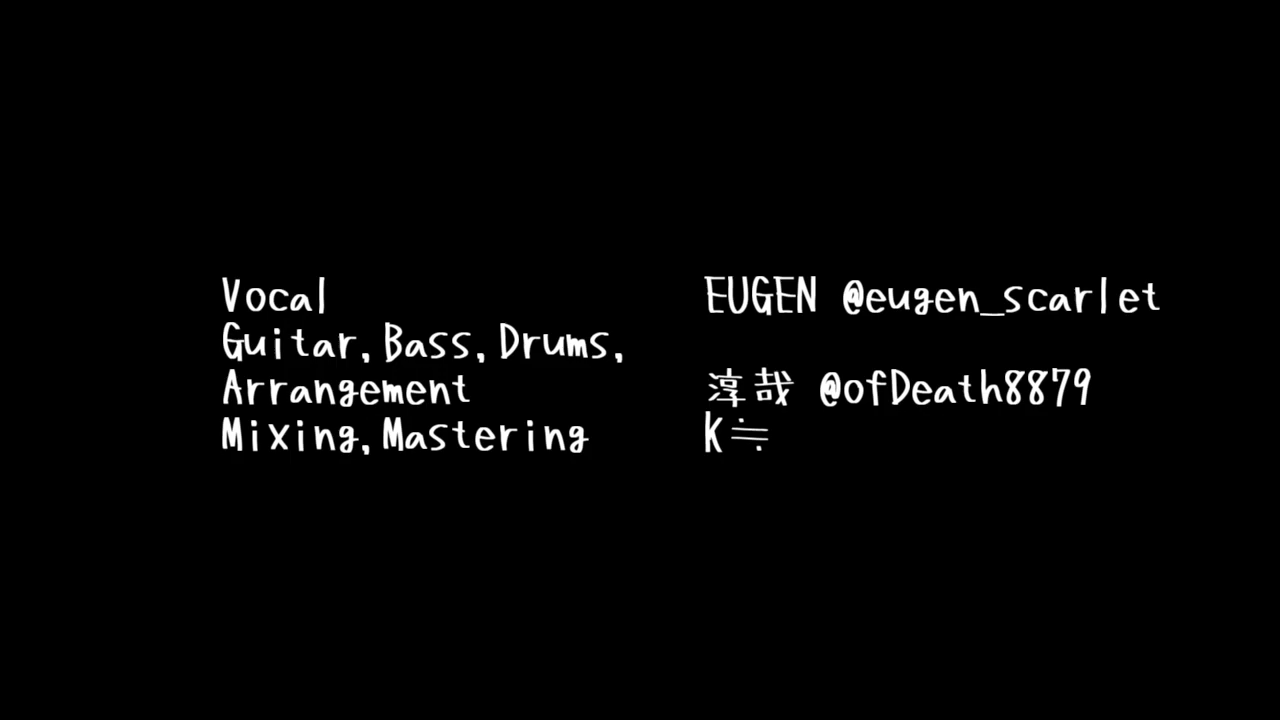 Vocal EUGEN @eugen_scarlet
Guitar, Bass, Drums,
Arrangement 淳哉 @ofDeath8879
Mixing, Mastering k≒